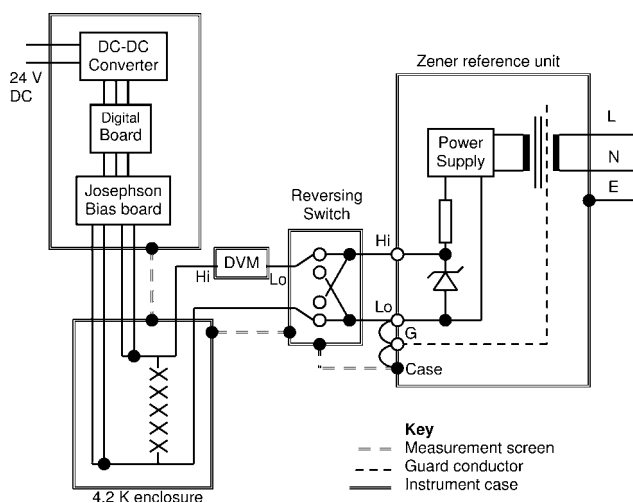 DC-DC
Converter
24 V
DC
Digital
Board
Josephson
Bias board
Zener reference unit
L
N
E
Power
Supply
Reversing
Switch
Hi
DVM
Hi
Lo
Lo
G
Case
4.2 K enclosure
Key
Measurement screen
Guard conductor
Instrument case